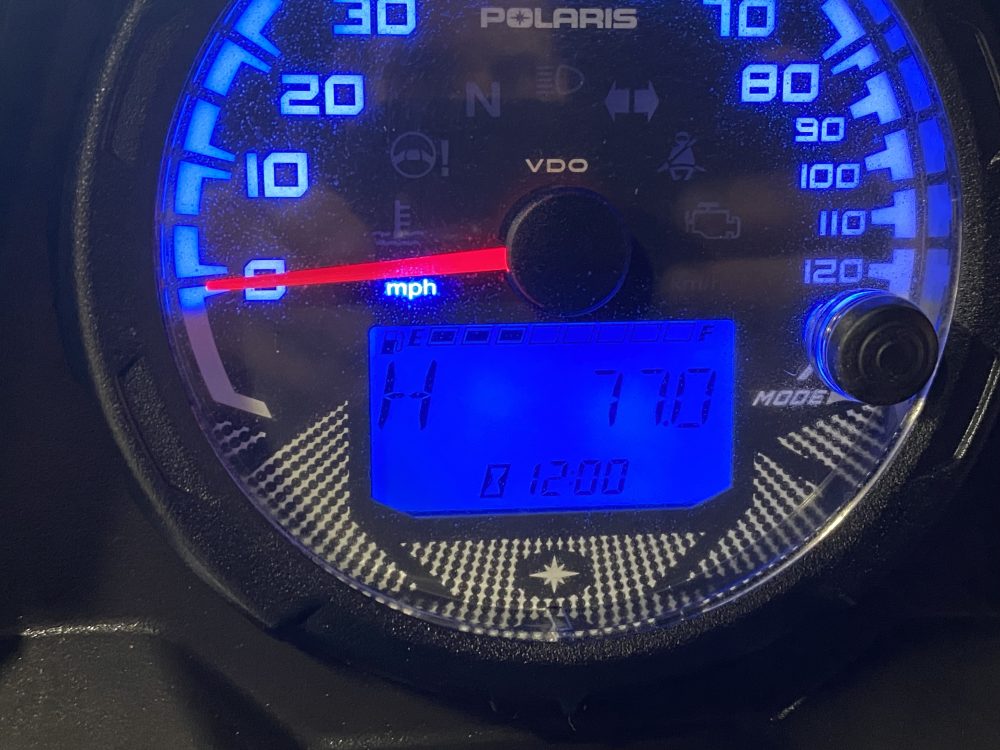 30 POLARIS 70
20 N 80
90
10 VDO 100
110
0 mph 120
E F
H 77.0 MODE
12:00